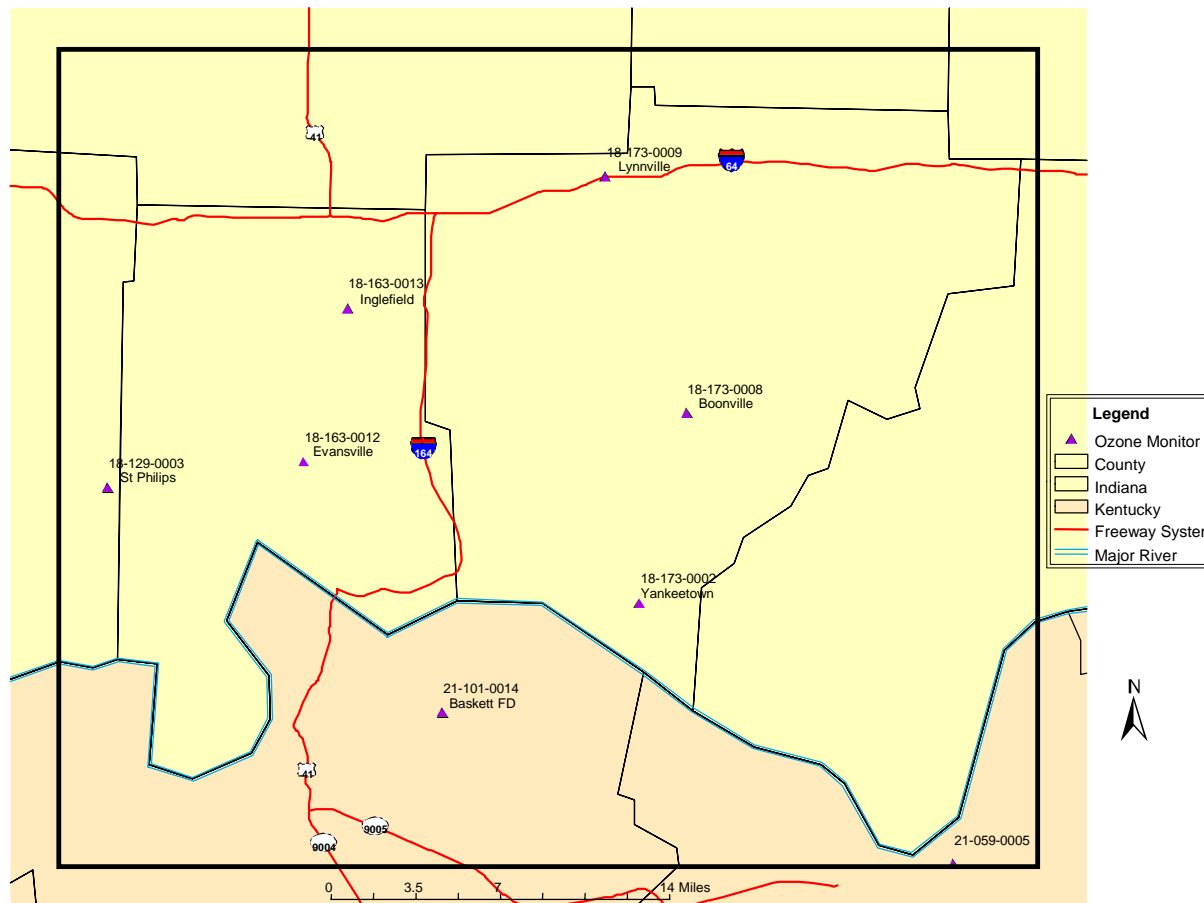 41
18-173-0009
Lynnville
64
18-163-0013
Inglefield
18-173-0008
Boonville
18-163-0012
Evansville
164
18-129-0003
St Philips
Legend
Ozone Monitor
County
Indiana
Kentucky
Freeway System
Major River
18-173-0002
Yankeetown
21-101-0014
Baskett FD
N
41
9005
9004
21-059-0005
0 3.5 7 14 Miles